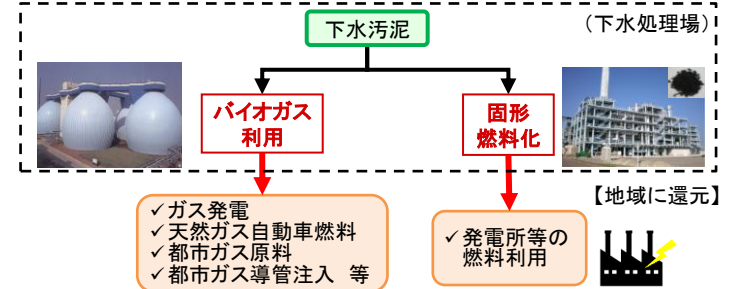 下水汚泥
（下水処理場）
バイオガス
利用
固形
燃料化
【地域に還元】
✓ガス発電
✓天然ガス自動車燃料
✓都市ガス原料
✓都市ガス導管注入　等
✓発電所等の
燃料利用